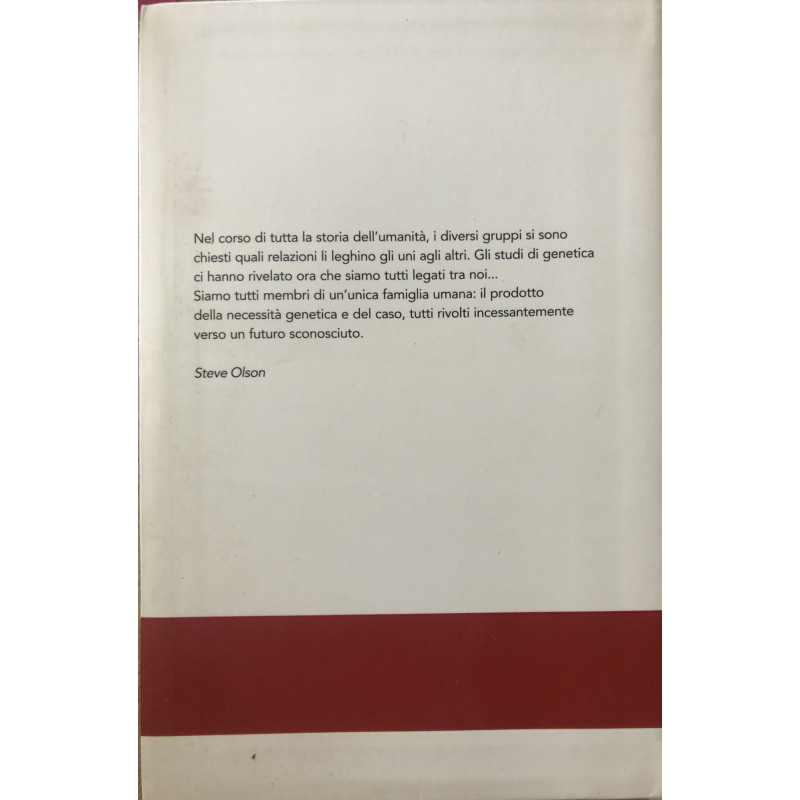 Nel corso di tutta la storia dell'umanità, i diversi gruppi si sono
chiesti quali relazioni li leghino gli uni agli altri. Gli studi di genetica
ci hanno rivelato ora che siamo tutti legati tra noi...
Siamo tutti membri di un'unica famiglia umana: il prodotto
della necessità genetica e del caso, tutti rivolti incessantemente
verso un futuro sconosciuto.
Steve Olson